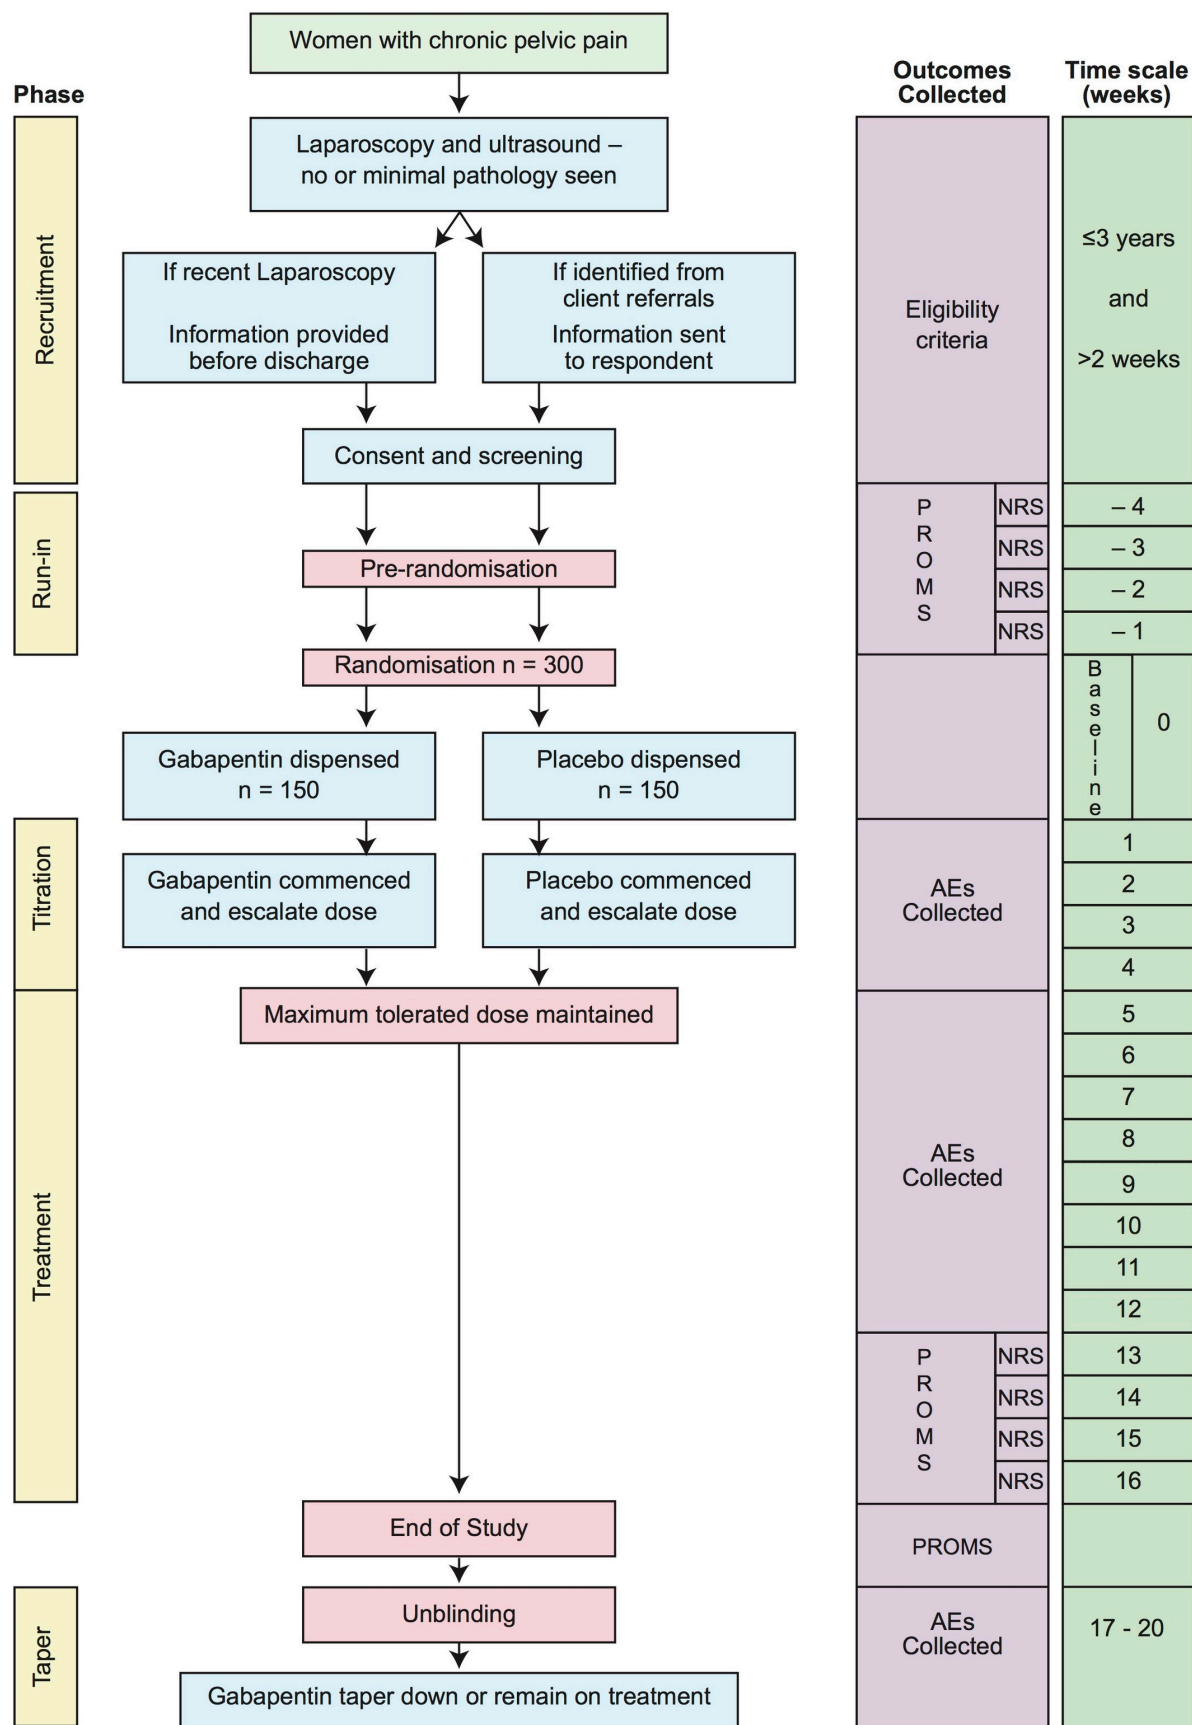 Women with chronic pelvic pain
Phase
Outcomes
Collected
Time scale
(weeks)
Recruitment
Laparoscopy and ultrasound –
no or minimal pathology seen
If recent Laparoscopy
Information provided
before discharge
If identified from
client referrals
Information sent
to respondent
Consent and screening
Eligibility
criteria
≤3 years
and
>2 weeks
Run-in
Pre-randomisation
Randomisation n = 300
P
R
O
M
S
NRS
NRS
NRS
NRS
– 4
– 3
– 2
– 1
Gabapentin dispensed
n = 150
Placebo dispensed
n = 150
B
a
s
e
l
i
n
e
0
Titration
Gabapentin commenced
and escalate dose
Placebo commenced
and escalate dose
AEs
Collected
1
2
3
4
Treatment
Maximum tolerated dose maintained
AEs
Collected
5
6
7
8
9
10
11
12
P
R
O
M
S
NRS
NRS
NRS
NRS
13
14
15
16
End of Study
PROMS
Taper
Unblinding
Gabapentin taper down or remain on treatment
AEs
Collected
17 - 20